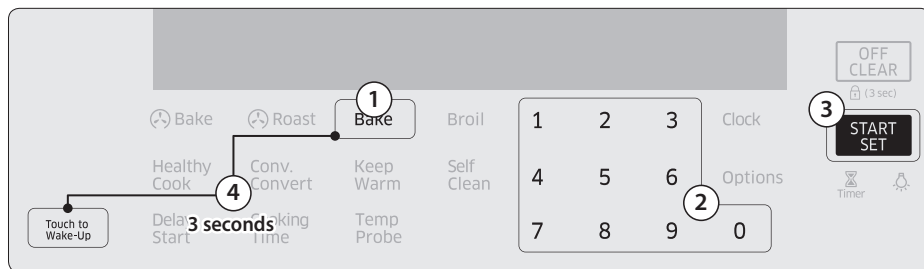 OFF
CLEAR
(3 sec)
1
3
Bake
Roast
Bake
Broil
1 2 3
Clock
START
SET
Healthy
Cook
Conv.
Convert
Keep
Warm
Self
Clean
4 5 6
Options
Timer
4
2
Touch to
Wake-Up
Delay
Start
3 seconds
Cooking
Time
Temp
Probe
7 8 9 0